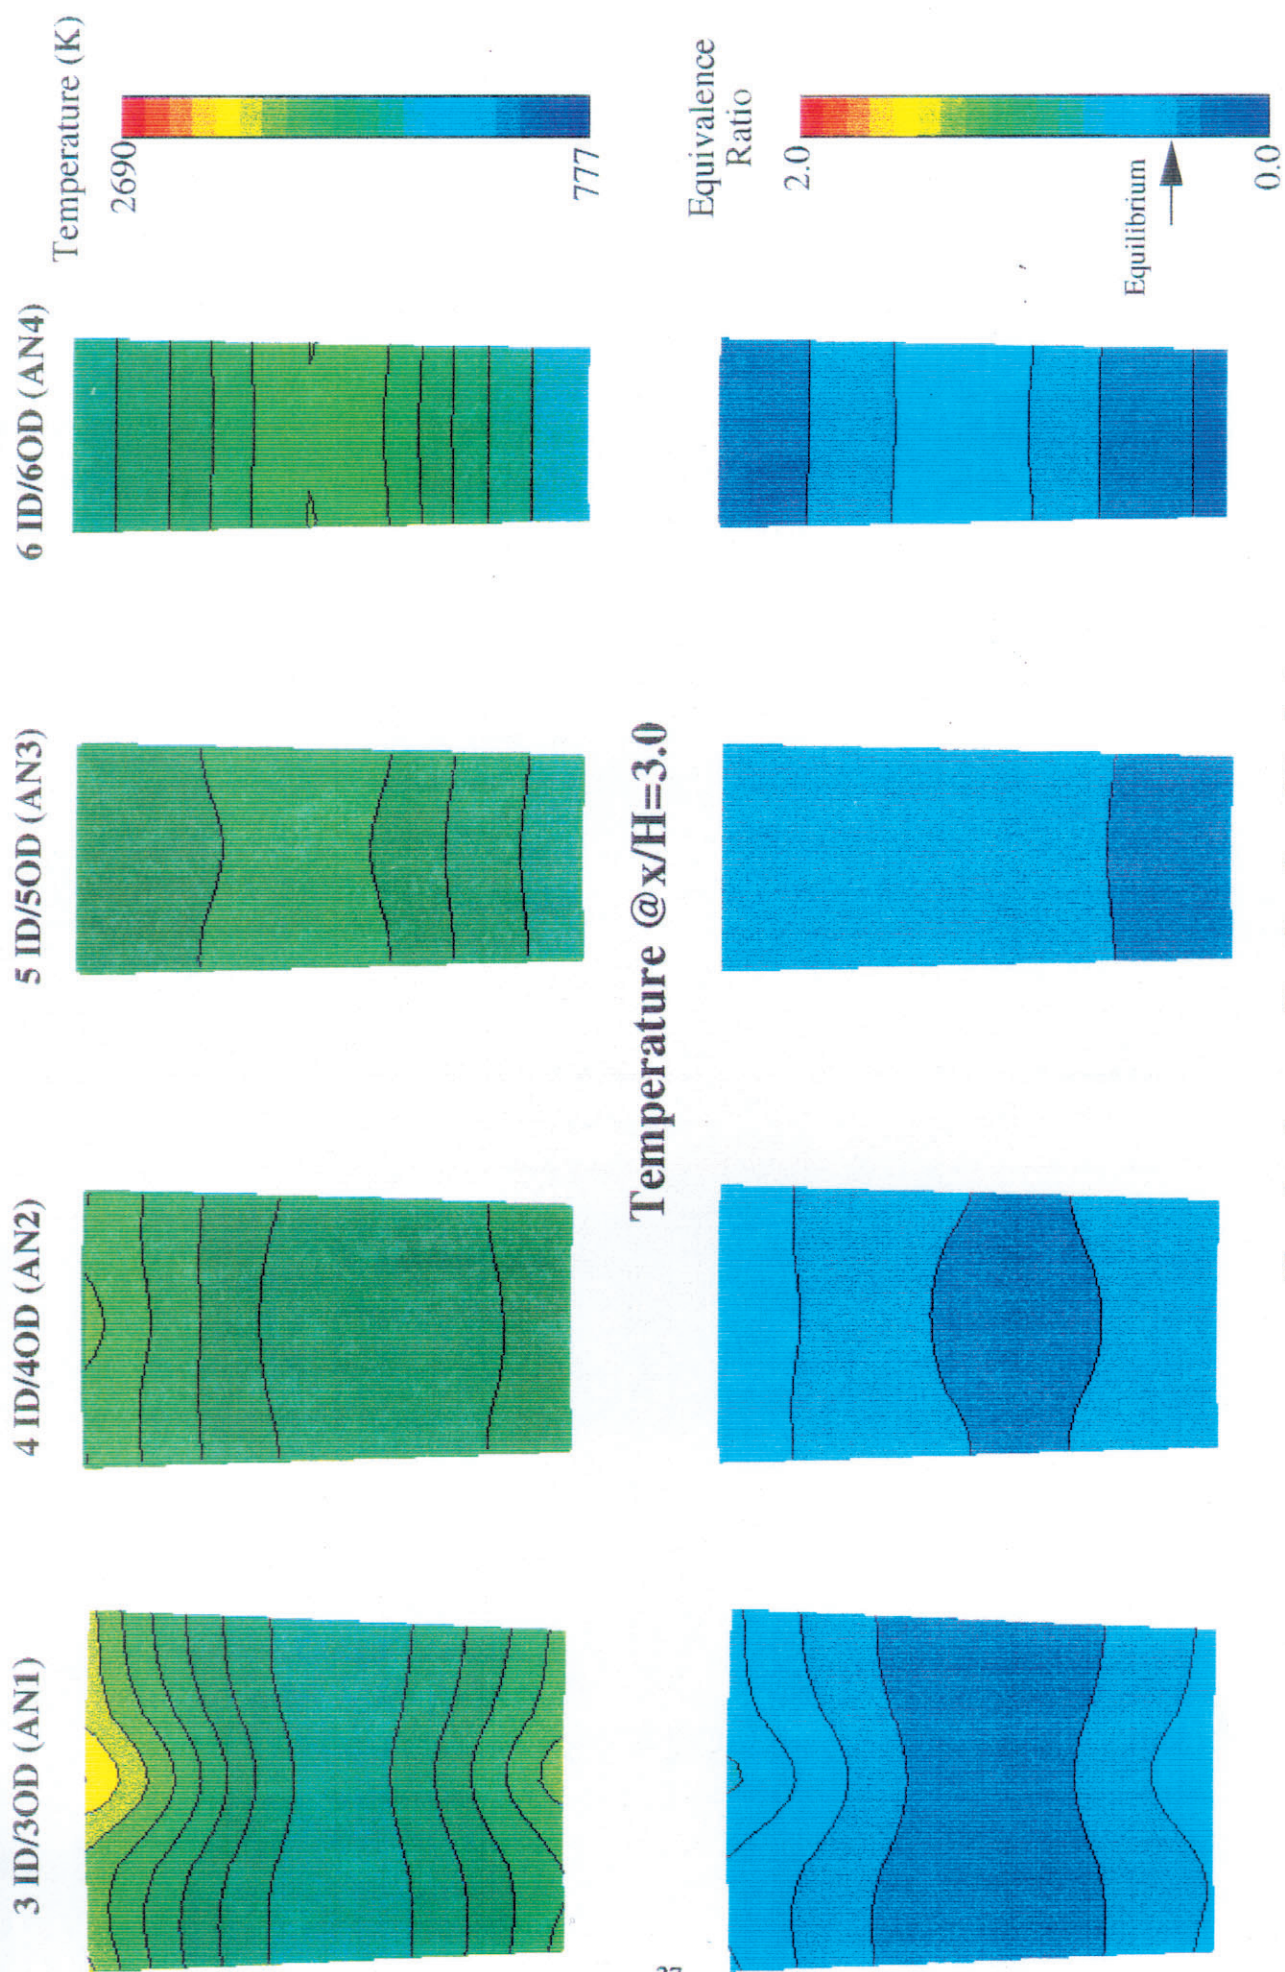 3 ID/3OD (AN1)
4 ID/4OD (AN2)
5 ID/5OD (AN3)
6 ID/6OD (AN4)
Temperature (K)
2690
777
Temperature @x/H=3.0
Equivalence
Ratio
2.0
Equilibrium
0.0
27